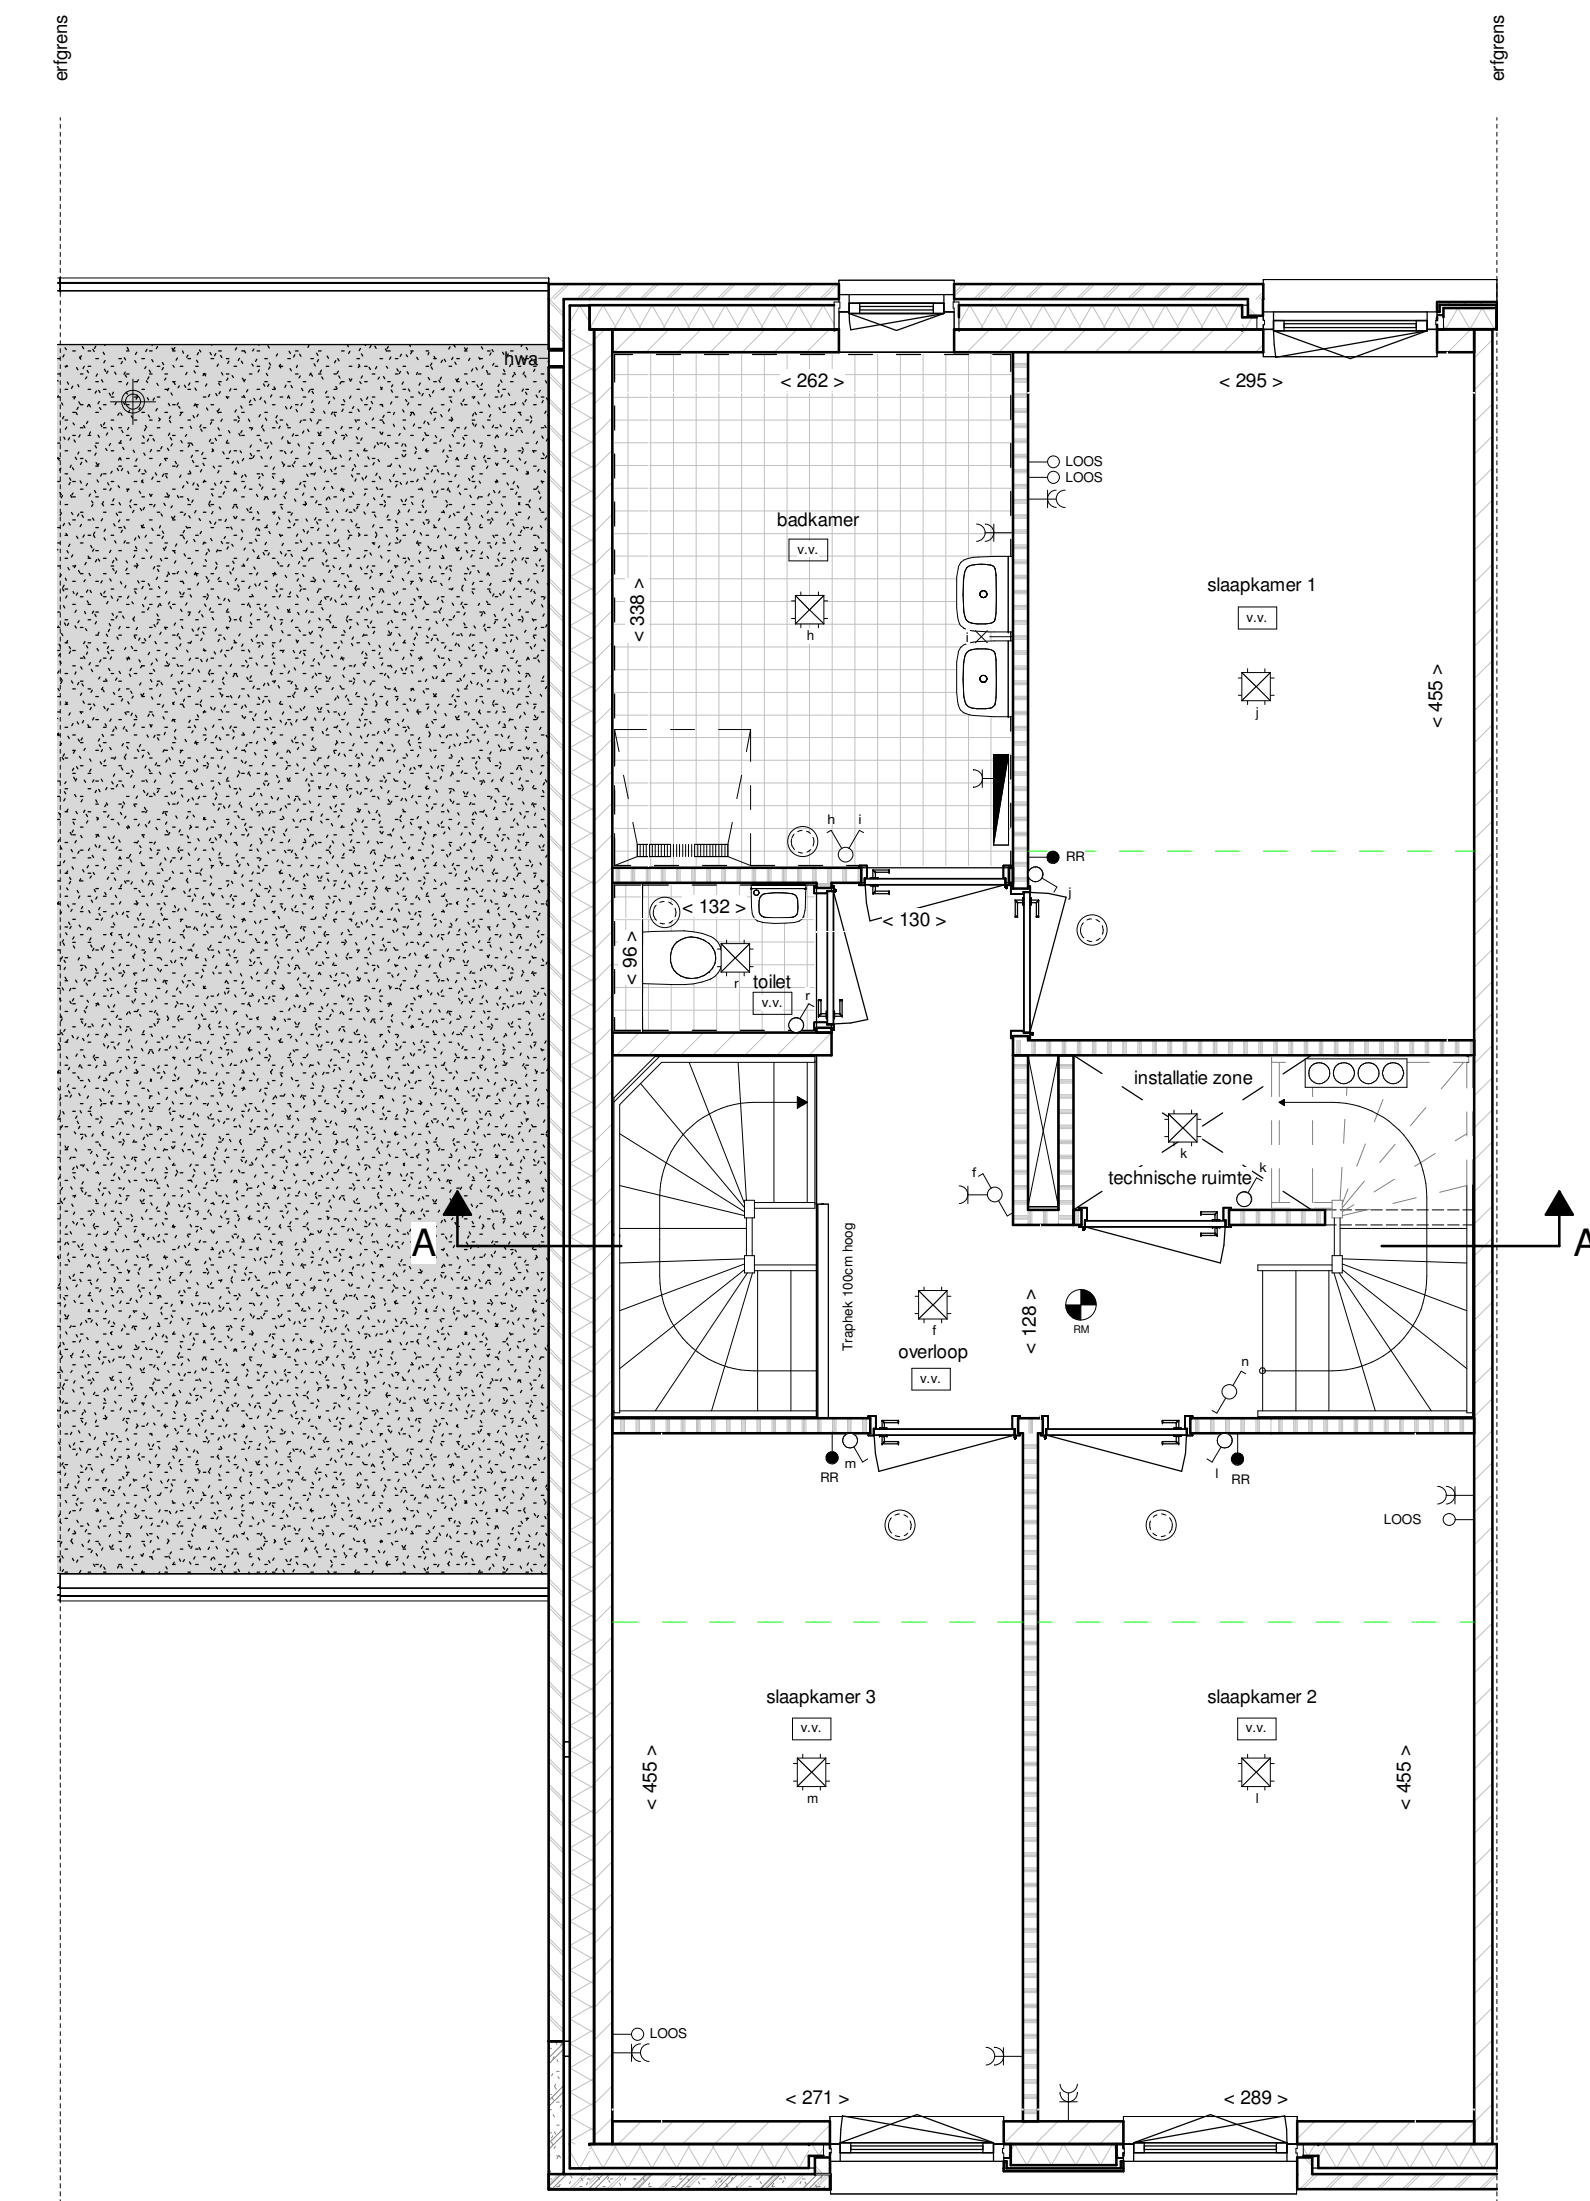 erfgrens
erfgrens
hwa
< 262 >
< 295 >
LOOS
LOOS
badkamer
v.v.
h
< 338 >
i
slaapkamer 1
v.v.
j
< 455 >
h i
RR
j
< 132 >
< 130 >
< 96 >
r
toilet
v.v.
r
installatie zone
k
technische ruimte
k
f
A
A
Traphek 100cm hoog
f
overloop
v.v.
< 128 >
RM
n
RR
m
l
RR
LOOS
slaapkamer 3
v.v.
m
< 455 >
slaapkamer 2
v.v.
l
< 455 >
LOOS
< 271 >
< 289 >